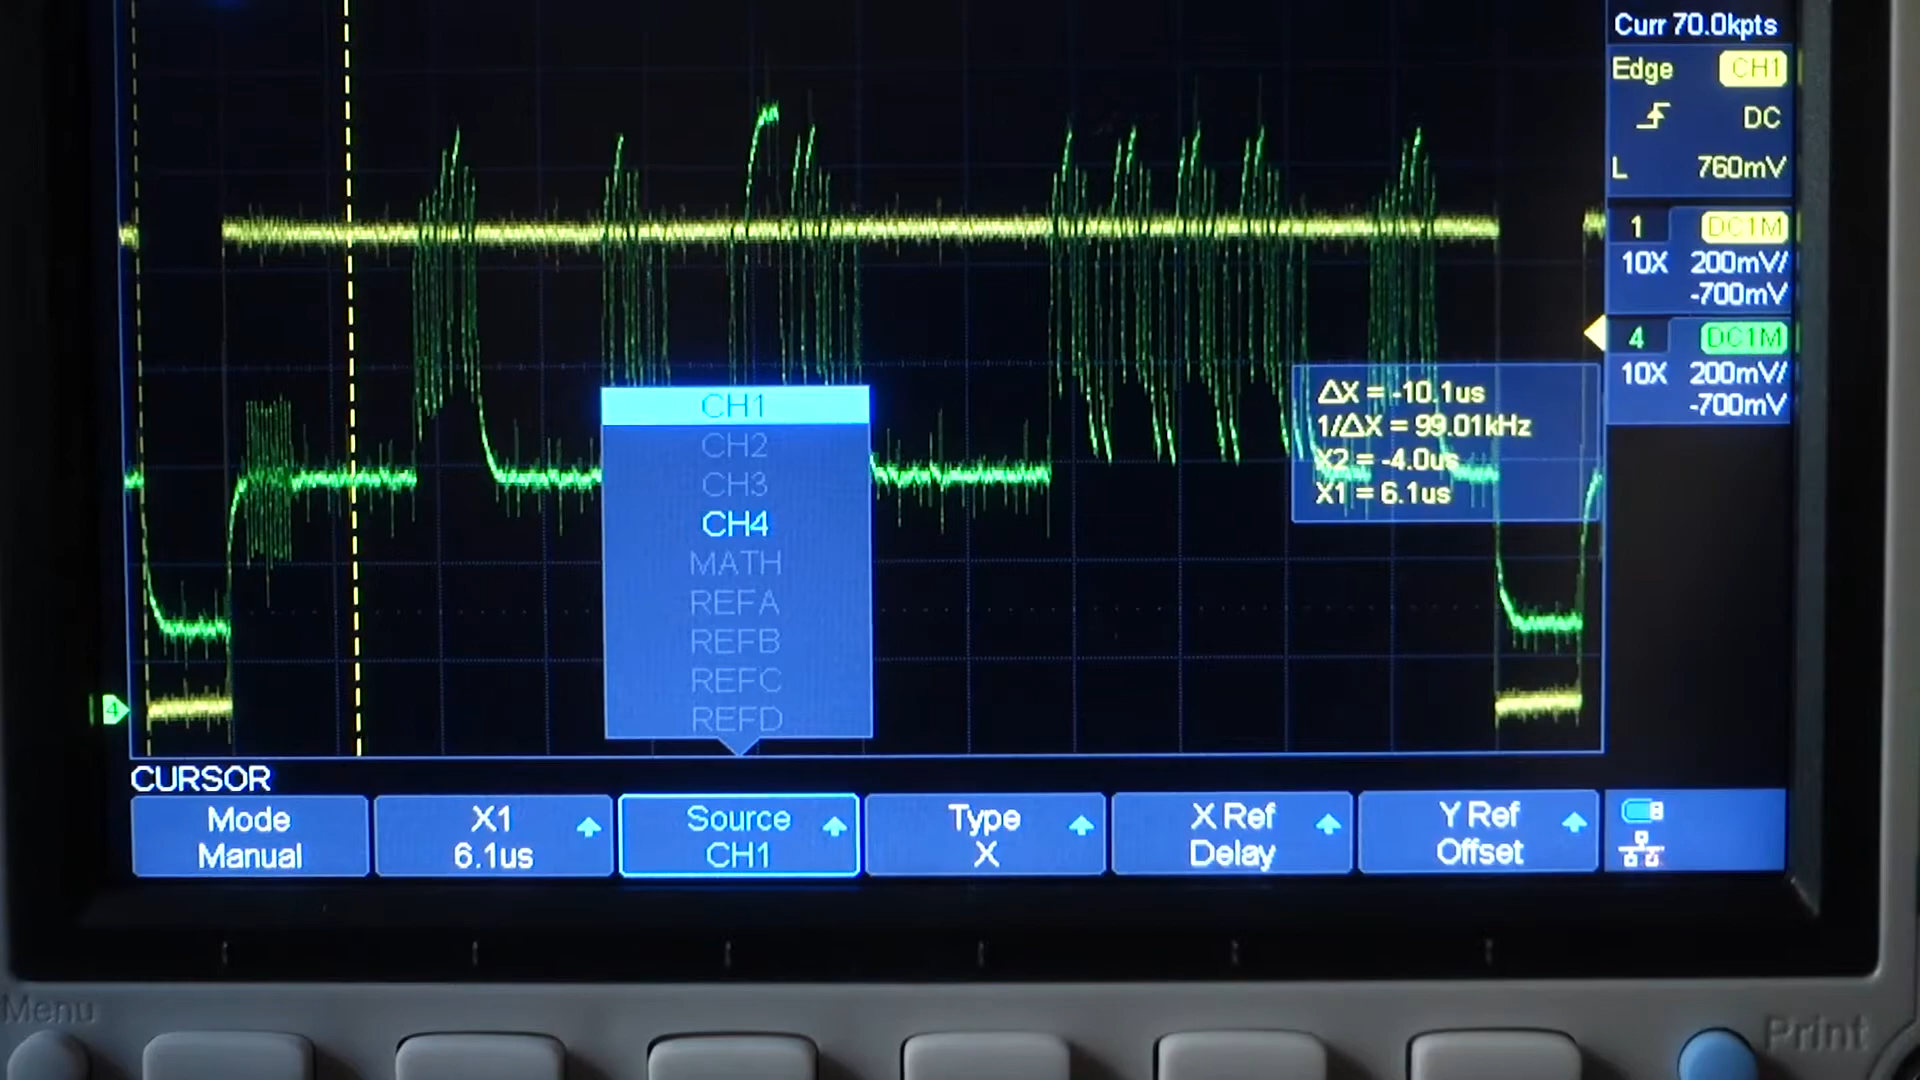 Curr 70.0kpts
Edge CH1
DC
L 760mV
1 DC1M
10X 200mV/
-700mV
4 DC1M
10X 200mV/
-700mV
ΔX = -10.1us
1/ΔX = 99.01kHz
X2 = -4.0us
X1 = 6.1us
CH1
CH2
CH3
CH4
MATH
REFA
REFB
REFC
REFD
4
CURSOR
Mode
Manual
X1
6.1us
Source
CH1
Type
X
X Ref
Delay
Y Ref
Offset
Menu
Print